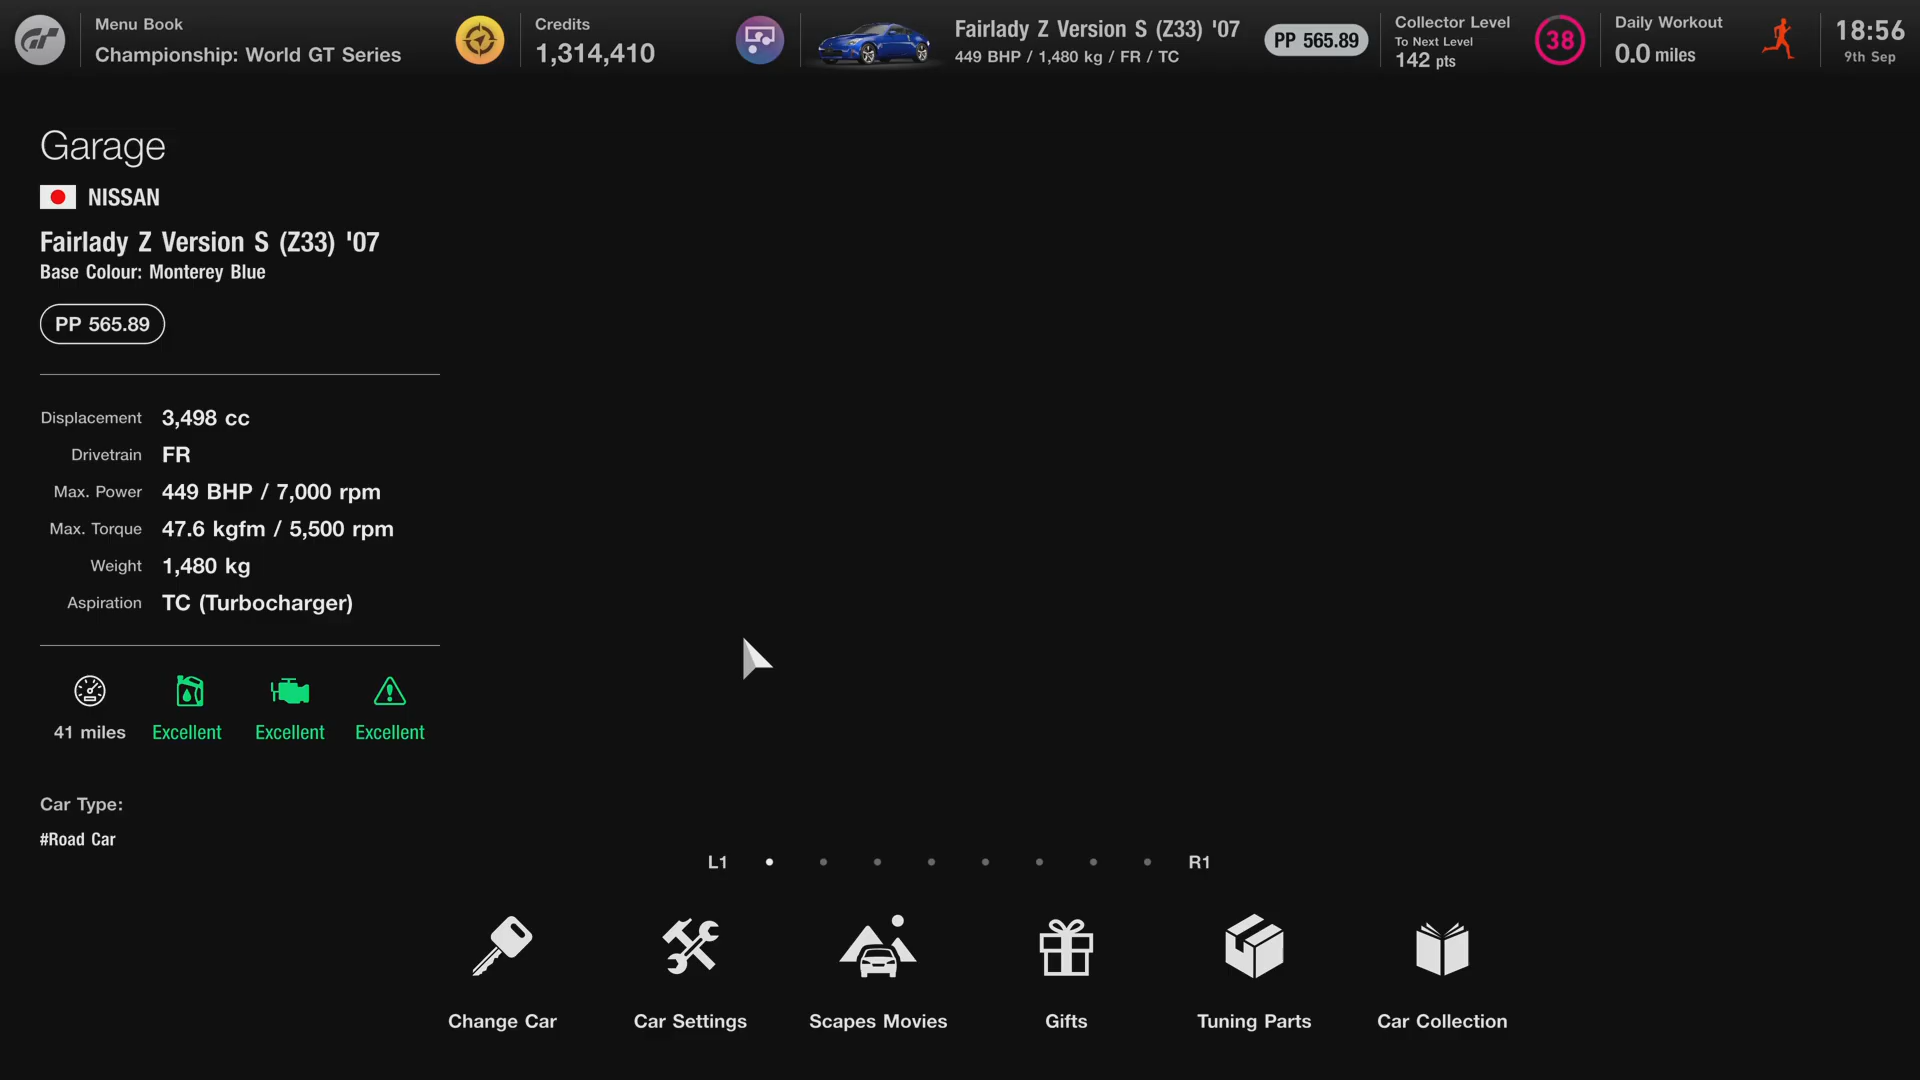 Menu Book
Championship: World GT Series
Credits
1,314,410
Fairlady Z Version S (Z33) '07
449 BHP / 1,480 kg / FR / TC
PP 565.89
Collector Level
To Next Level
142 pts
38
Daily Workout
0.0 miles
18:56
9th Sep
Garage
NISSAN
Fairlady Z Version S (Z33) '07
Base Colour: Monterey Blue
PP 565.89
Displacement 3,498 cc
Drivetrain FR
Max. Power 449 BHP / 7,000 rpm
Max. Torque 47.6 kgfm / 5,500 rpm
Weight 1,480 kg
Aspiration TC (Turbocharger)
41 miles Excellent Excellent Excellent
Car Type:
#Road Car
L1 R1
Change Car Car Settings Scapes Movies Gifts Tuning Parts Car Collection